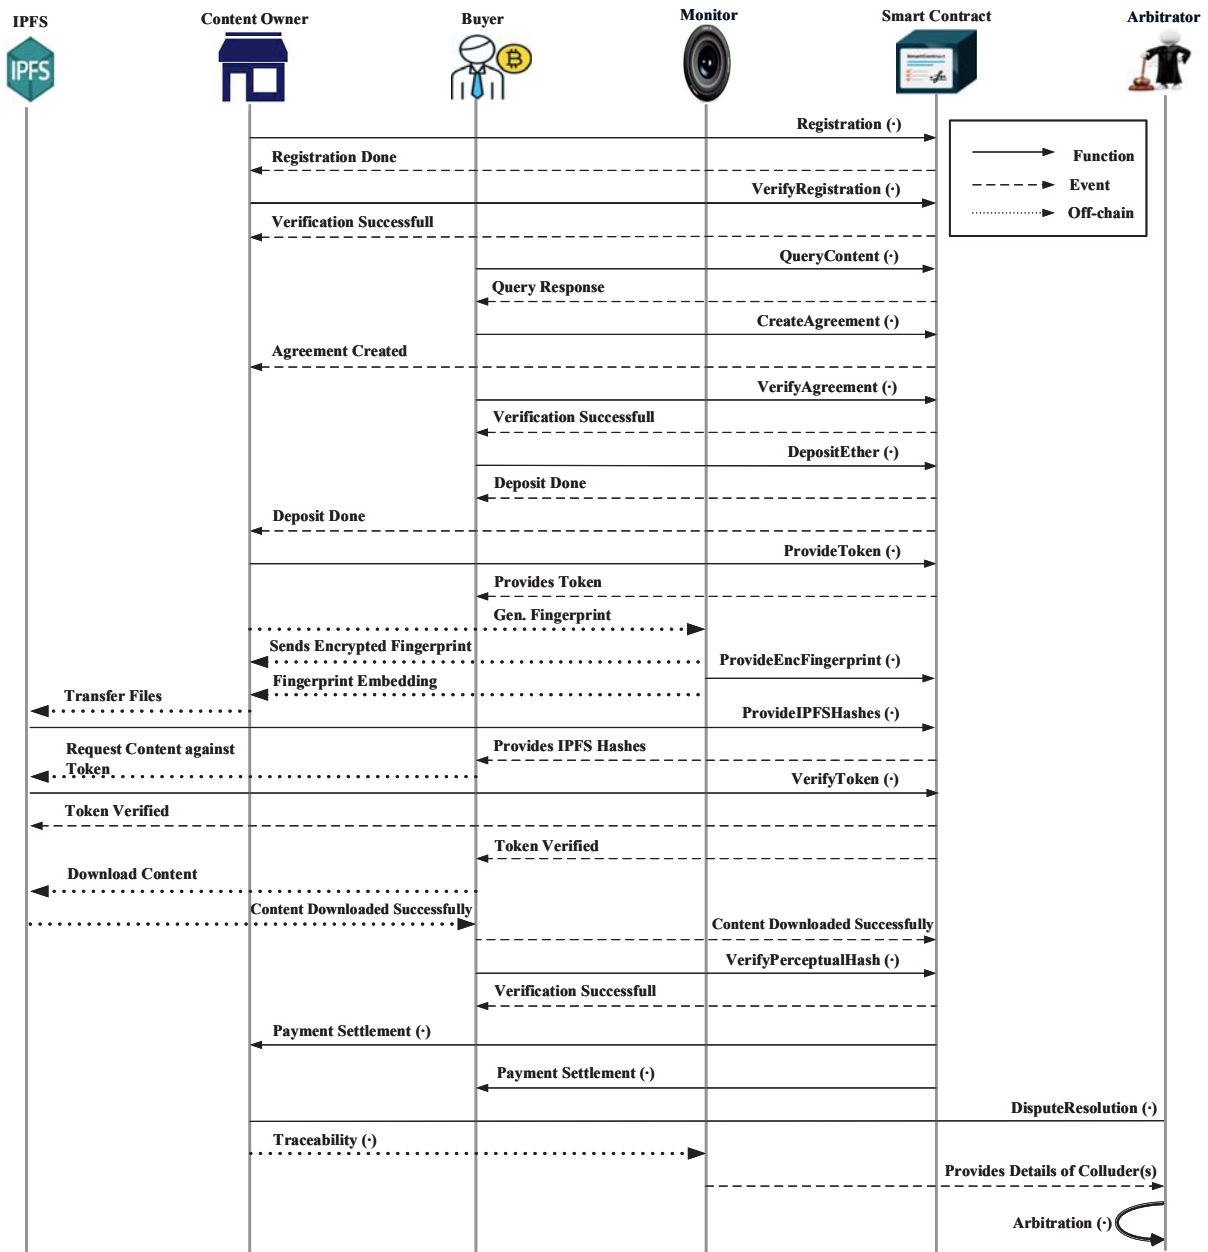 IPFS
Content Owner
Buyer
Monitor
Smart Contract
Arbitrator
IPFS
SmartContract
Registration (·)
Function
Event
Off-chain
Registration Done
VerifyRegistration (·)
Verification Successfull
QueryContent (·)
Query Response
CreateAgreement (·)
Agreement Created
VerifyAgreement (·)
Verification Successfull
DepositEther (·)
Deposit Done
Deposit Done
ProvideToken (·)
Provides Token
Gen. Fingerprint
Sends Encrypted Fingerprint
ProvideEncFingerprint (·)
Fingerprint Embedding
Transfer Files
ProvideIPFSHashes (·)
Provides IPFS Hashes
Request Content against
Token
VerifyToken (·)
Token Verified
Token Verified
Download Content
Content Downloaded Successfully
Content Downloaded Successfully
VerifyPerceptualHash (·)
Verification Successfull
Payment Settlement (·)
Payment Settlement (·)
DisputeResolution (·)
Traceability (·)
Provides Details of Colluder(s)
Arbitration (·)